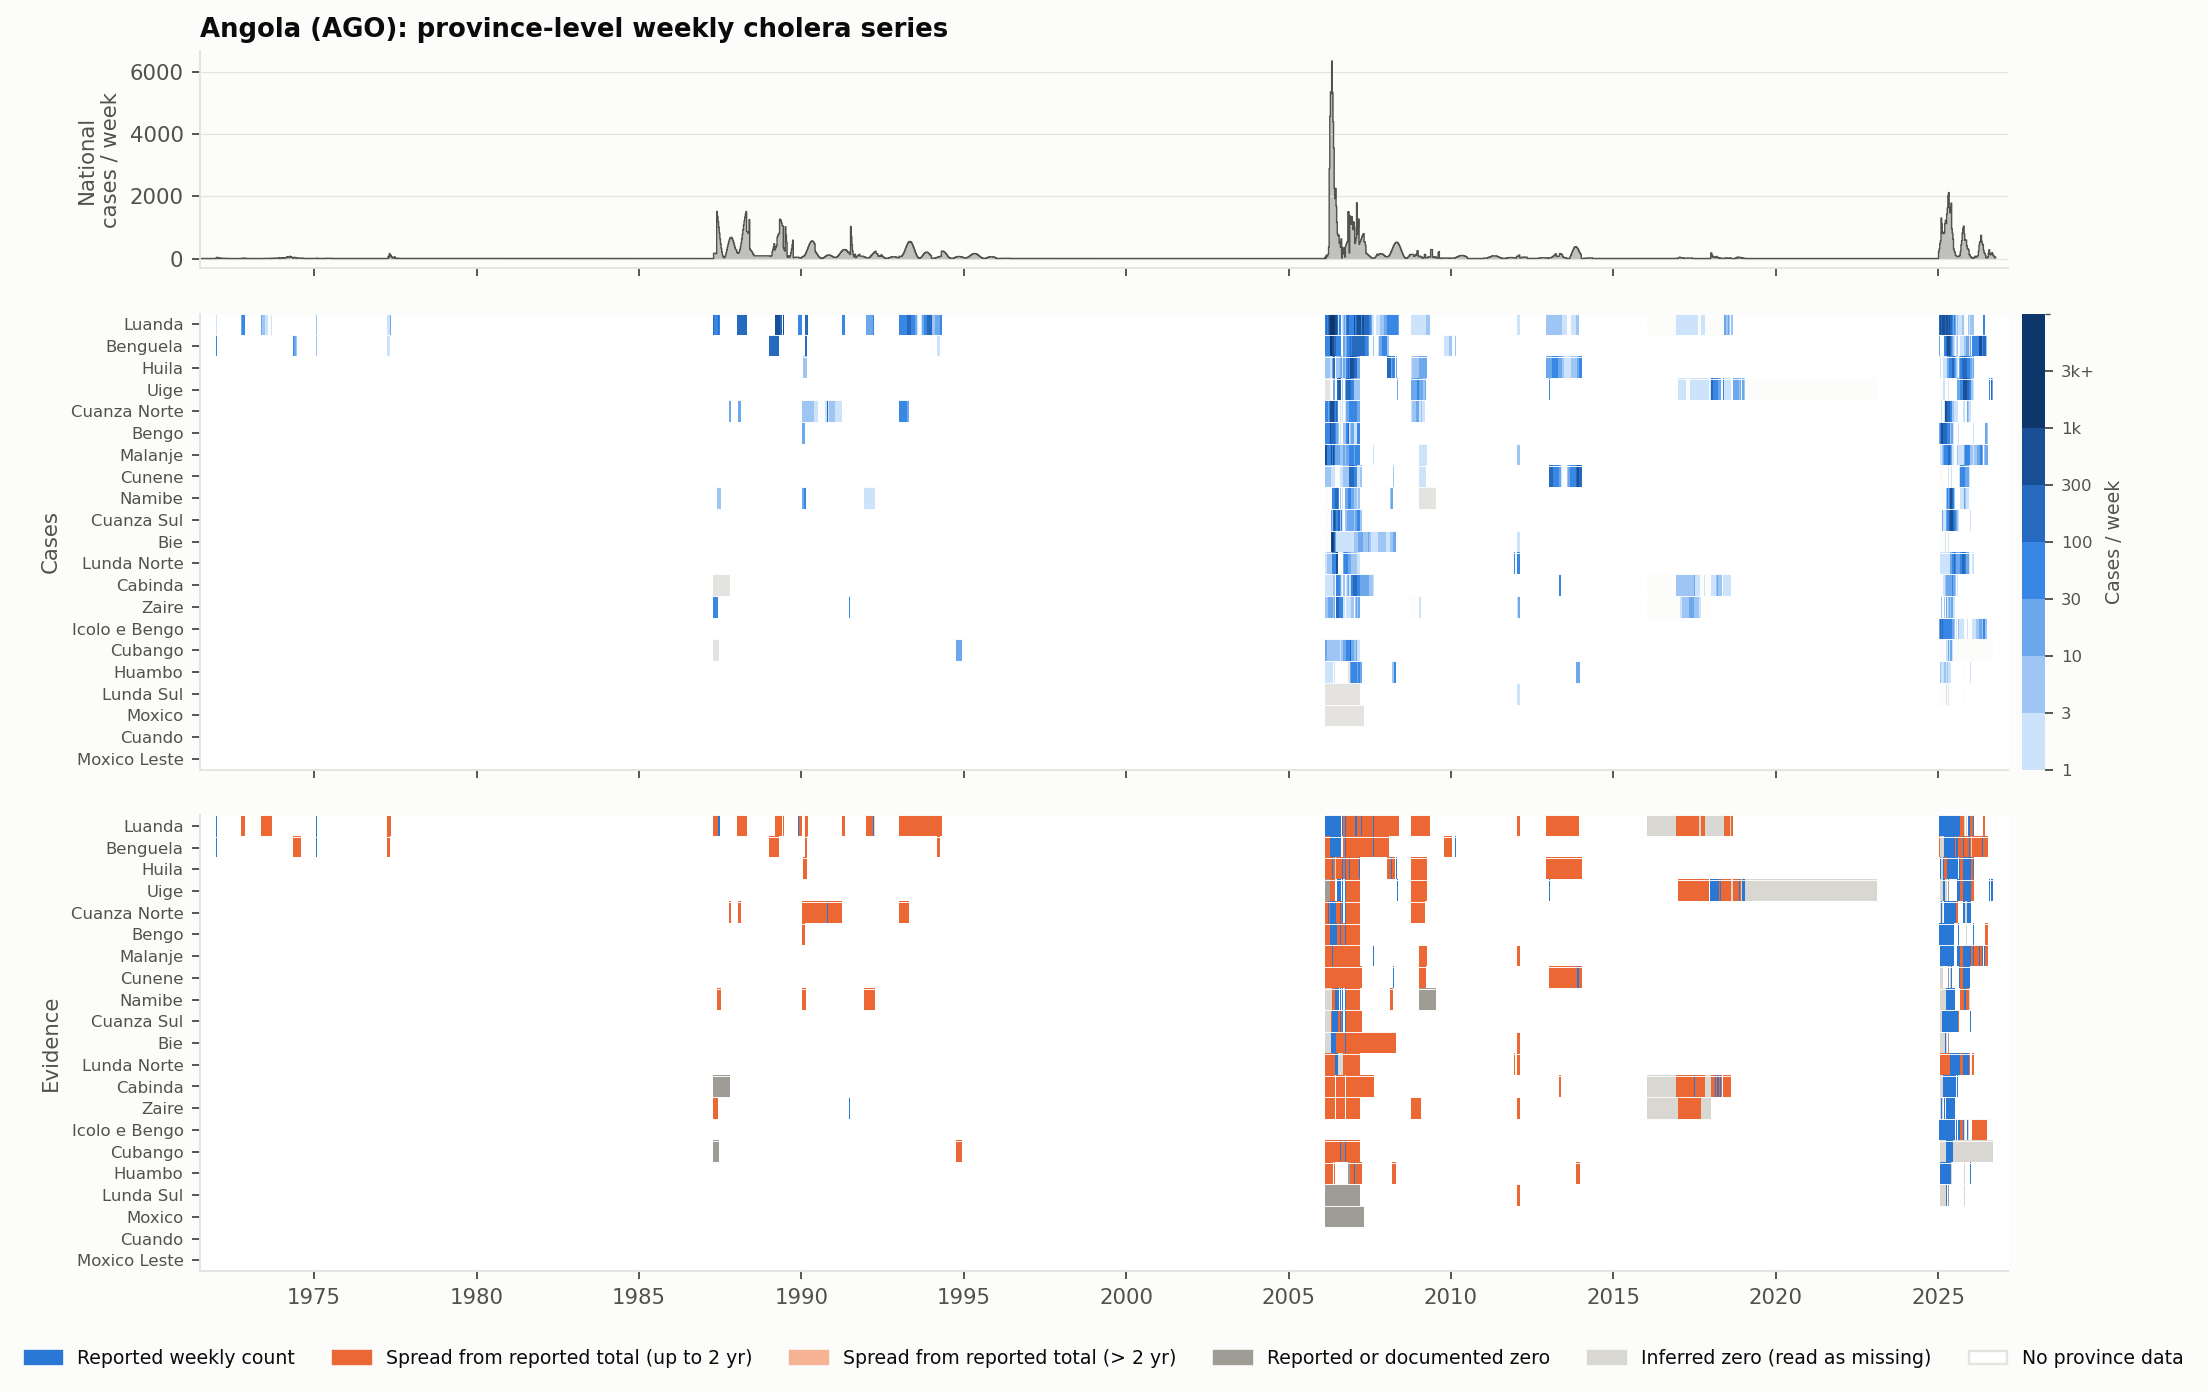 Angola (AGO): province-level weekly cholera series
National
cases / week
6000
4000
2000
0
Cases
Luanda
Benguela
Huila
Uige
Cuanza Norte
Bengo
Malanje
Cunene
Namibe
Cuanza Sul
Bie
Lunda Norte
Cabinda
Zaire
Icolo e Bengo
Cubango
Huambo
Lunda Sul
Moxico
Cuando
Moxico Leste
3k+
1k
300
100
30
10
3
1
Cases / week
Evidence
Luanda
Benguela
Huila
Uige
Cuanza Norte
Bengo
Malanje
Cunene
Namibe
Cuanza Sul
Bie
Lunda Norte
Cabinda
Zaire
Icolo e Bengo
Cubango
Huambo
Lunda Sul
Moxico
Cuando
Moxico Leste
1975 1980 1985 1990 1995 2000 2005 2010 2015 2020 2025
Reported weekly count Spread from reported total (up to 2 yr) Spread from reported total (> 2 yr) Reported or documented zero Inferred zero (read as missing) No province data